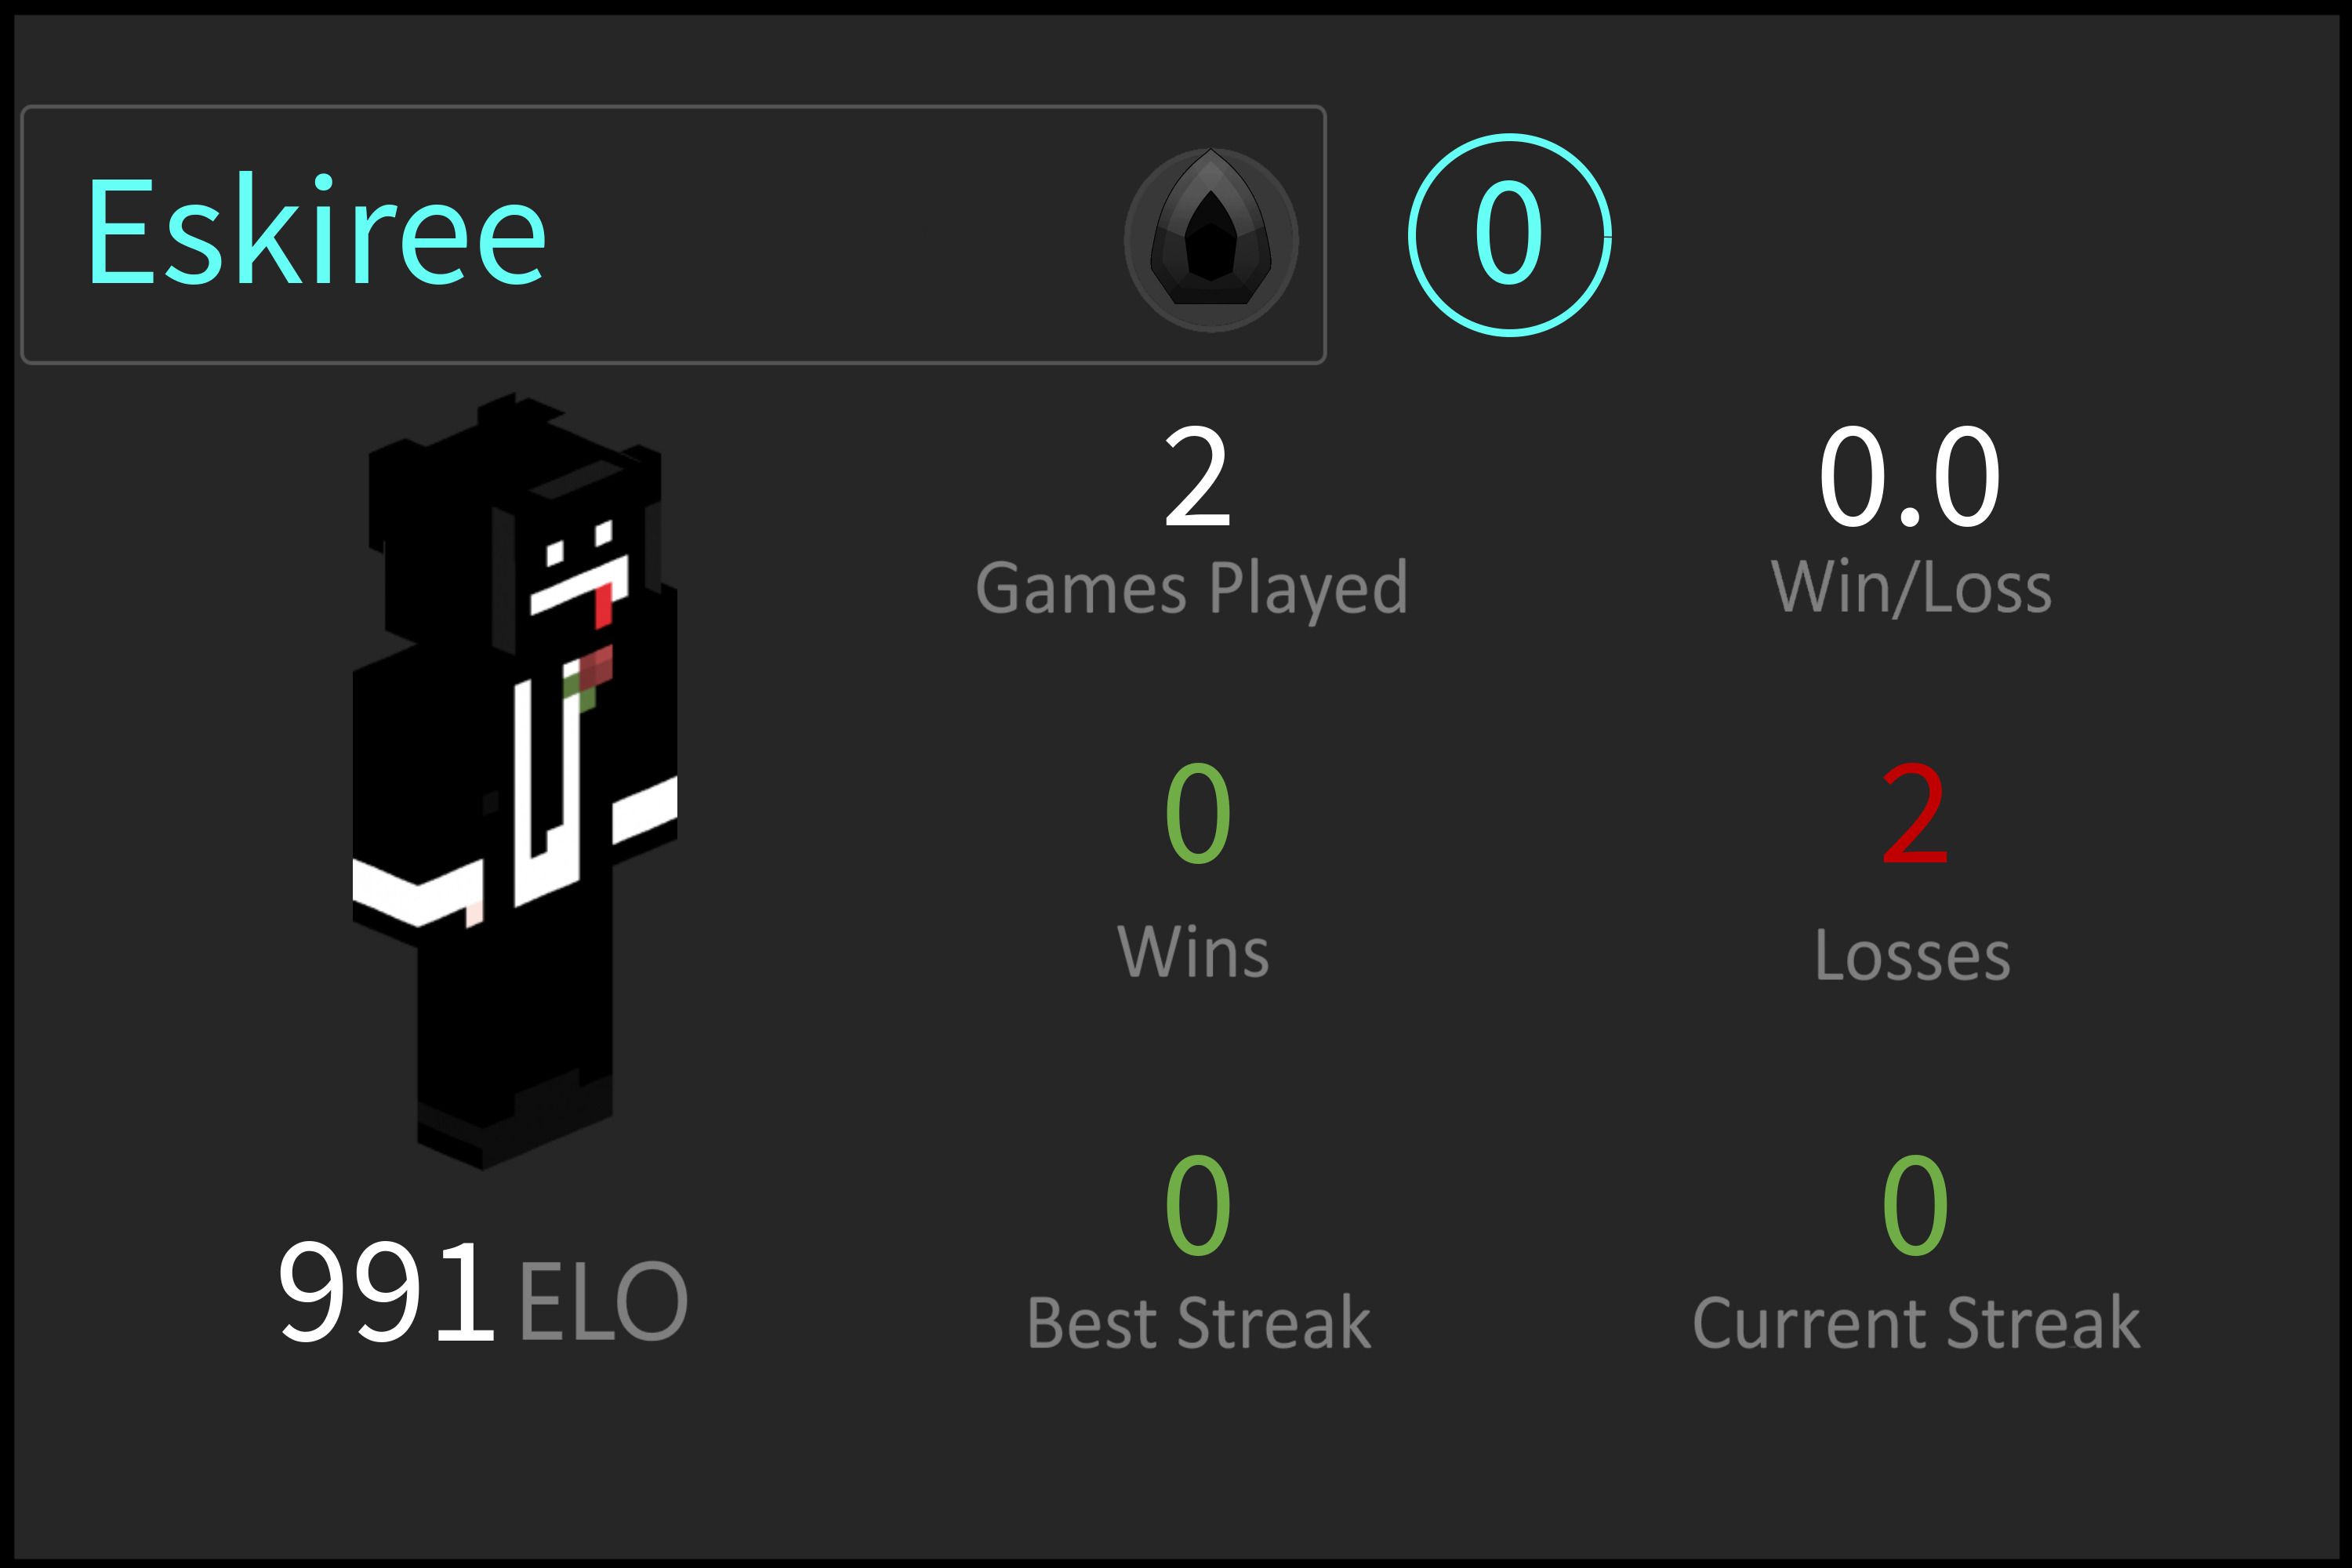 Eskiree
0
2
0.0
Games Played
Win/Loss
0
2
Wins
Losses
0
0
991 ELO
Best Streak
Current Streak